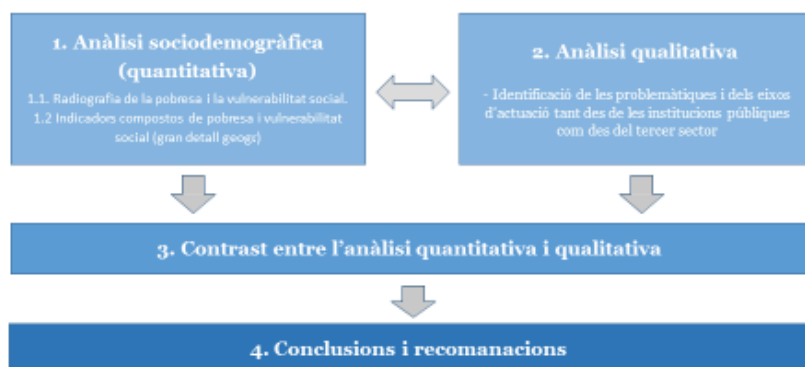 1. Anàlisi sociodemogràfica
(quantitativa)
1.1. Radiografia de la pobresa i la vulnerabilitat social.
1.2 Indicadors compostos de pobresa i vulnerabilitat
social (gran detall geogr)
2. Anàlisi qualitativa
- Identificació de les problemàtiques i dels eixos
d'actuació tant des de les institucions públiques
com des del tercer sector
3. Contrast entre l'anàlisi quantitativa i qualitativa
4. Conclusions i recomanacions